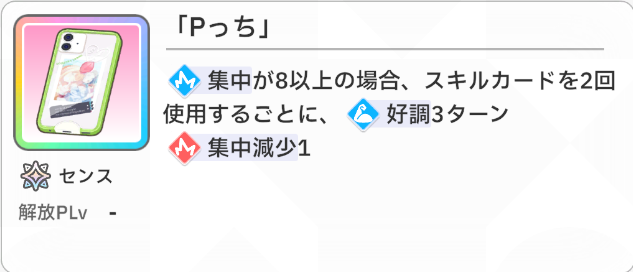 「Pっち」
集中が8以上の場合、スキルカードを2回
使用するごとに、好調3ターン
集中減少1
センス
解放PLv -